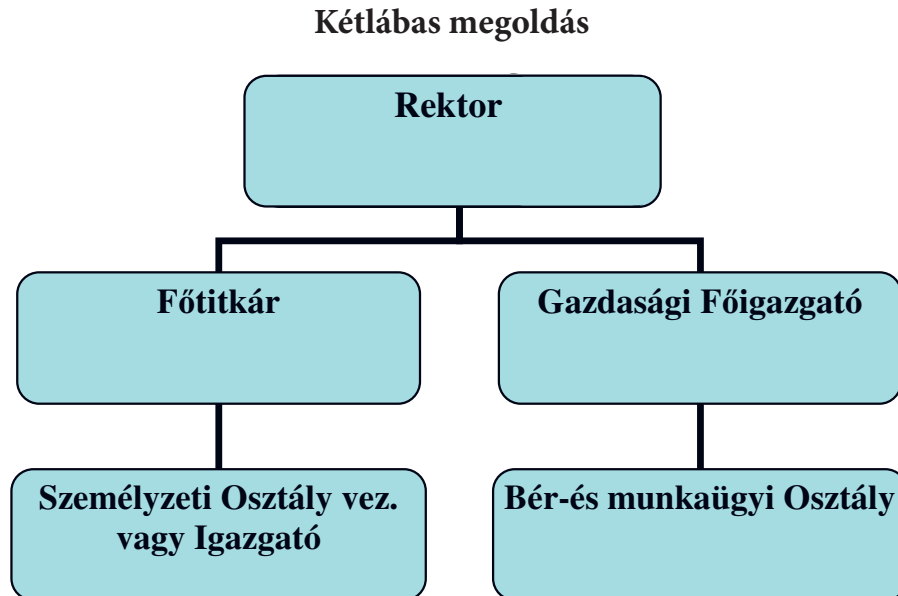 Kétlábas megoldás
Rektor
Főtitkár
Gazdasági Főigazgató
Személyzeti Osztály vez.
vagy Igazgató
Bér-és munkaügyi Osztály